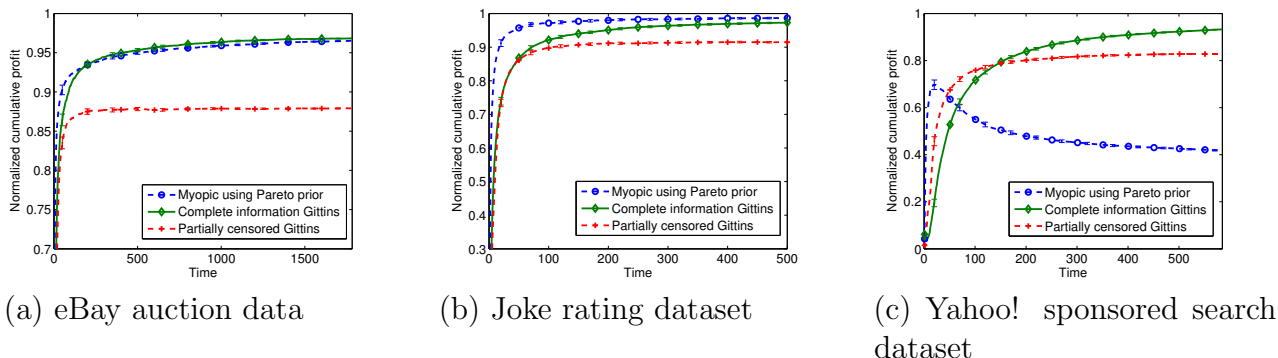 Normalized cumulative profit
0.95
0.9
0.85
0.8
0.75
0.7
0
500
1000
1500
Time
Myopic using Pareto prior
Complete information Gittins
Partially censored Gittins
(a) eBay auction data
Normalized cumulative profit
1
0.9
0.8
0.7
0.6
0.5
0.4
0.3
0
100
200
300
400
500
Time
Myopic using Pareto prior
Complete information Gittins
Partially censored Gittins
(b) Joke rating dataset
Normalized cumulative profit
1
0.8
0.6
0.4
0.2
0
0
100
200
300
400
500
Time
Myopic using Pareto prior
Complete information Gittins
Partially censored Gittins
(c) Yahoo! sponsored search
dataset